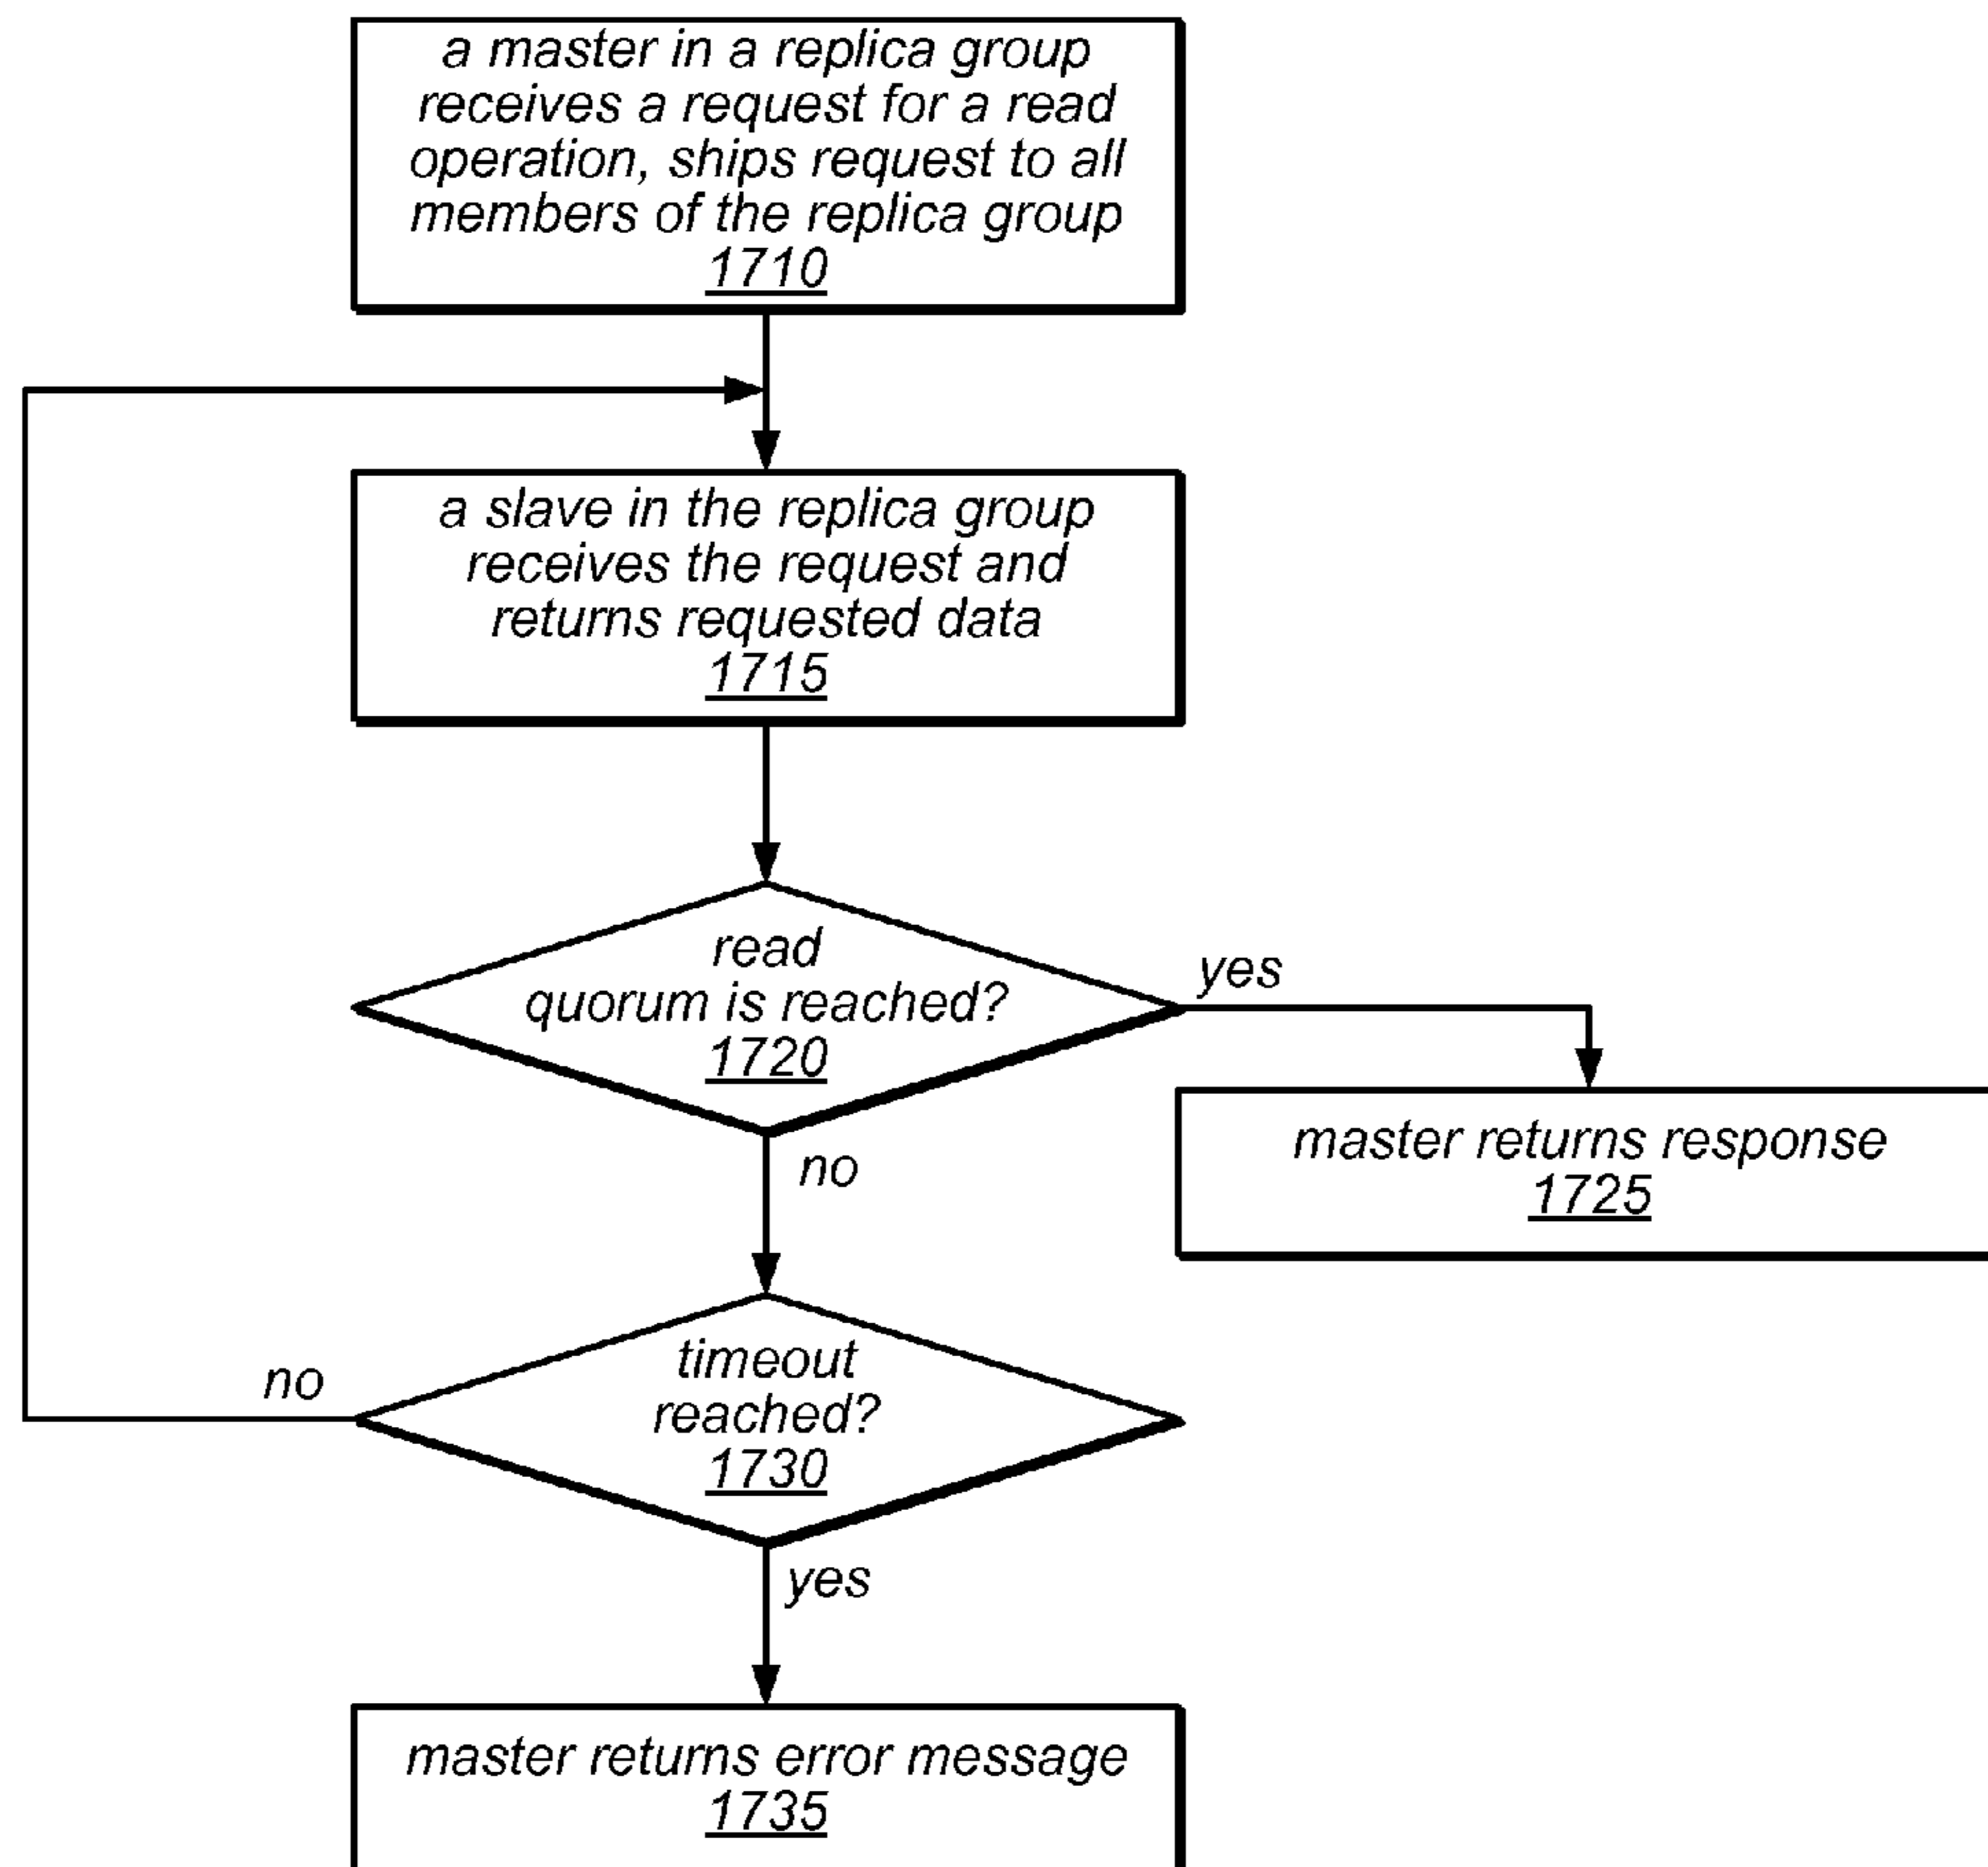 a master in a replica group
receives a request for a read
operation, ships request to all
members of the replica group
1710
a slave in the replica group
receives the request and
returns requested data
1715
read
quorum is reached?
1720
yes
no
master returns response
1725
timeout
reached?
1730
no
yes
master returns error message
1735